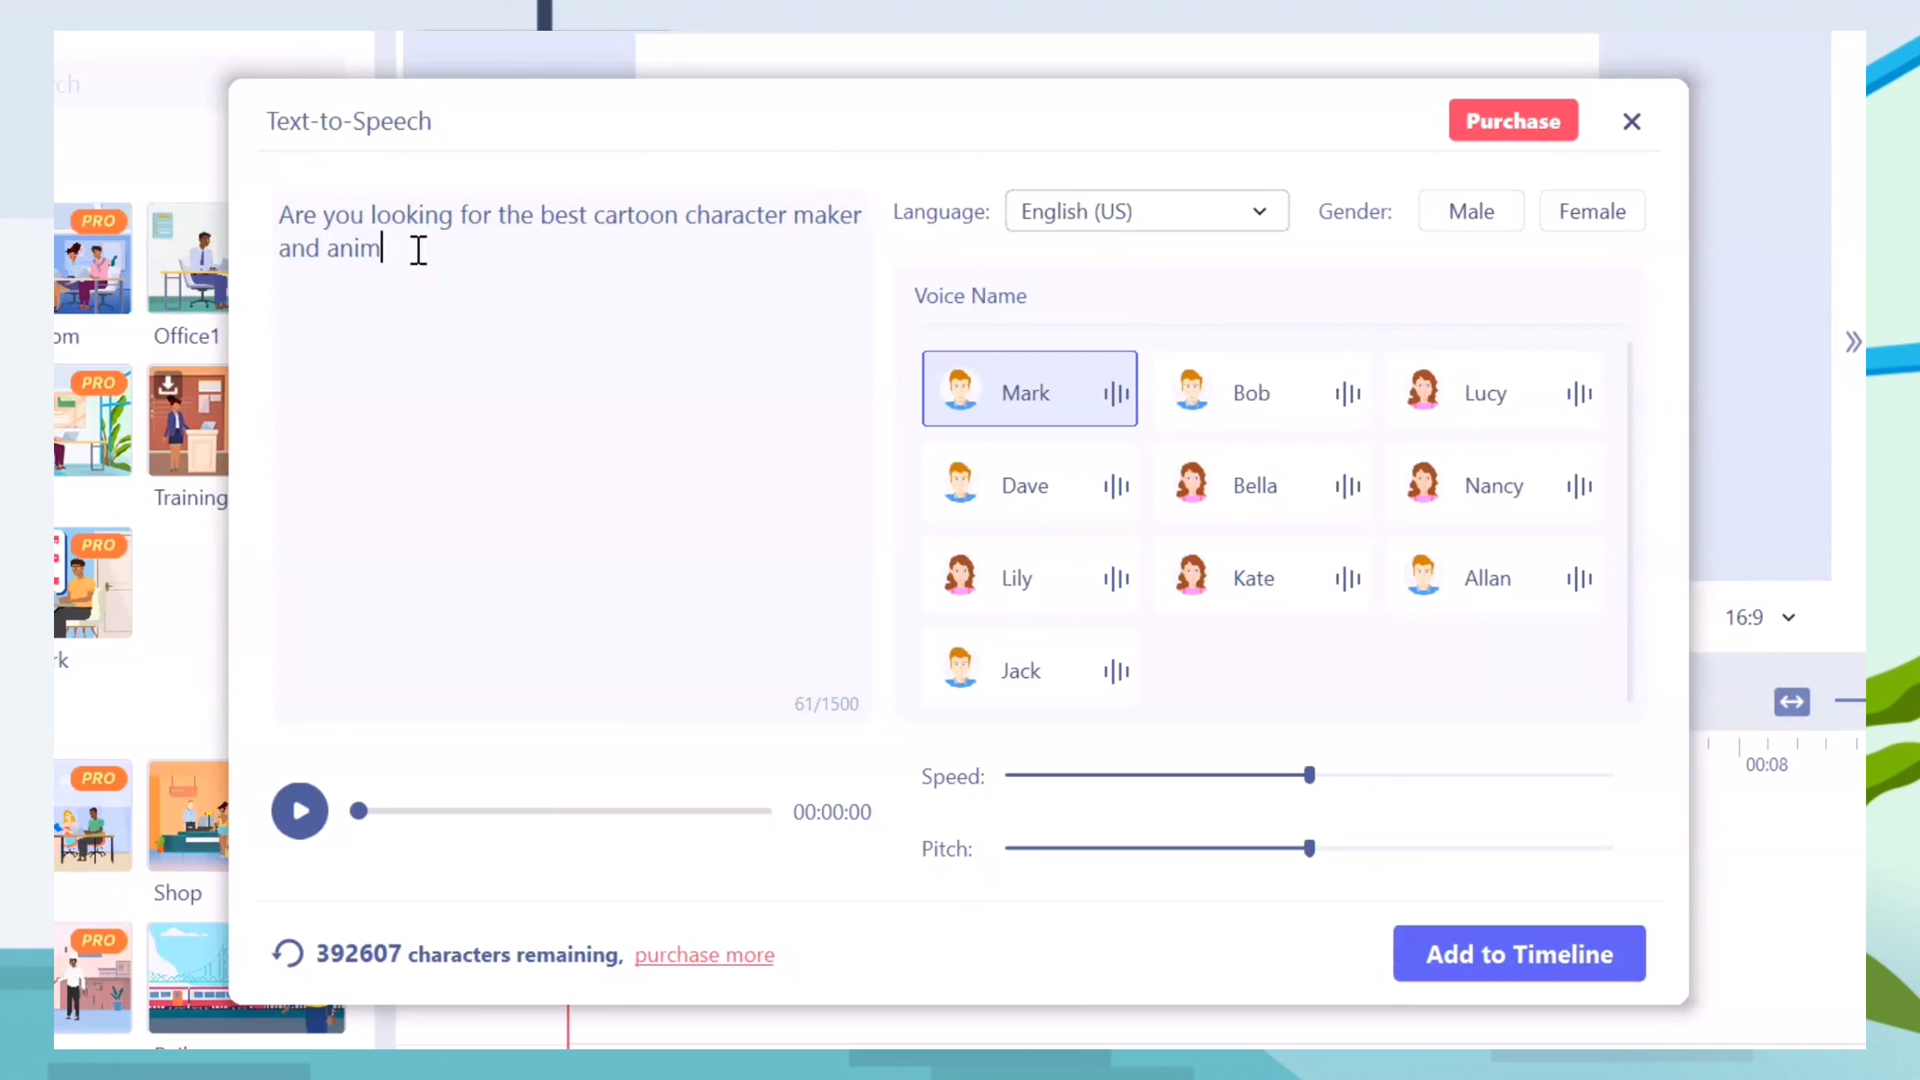 rch
Text-to-Speech
Purchase
Are you looking for the best cartoon character maker
and anim
Language:
English (US)
Gender:
Male
Female
Voice Name
Mark
Bob
Lucy
Dave
Bella
Nancy
Lily
Kate
Allan
Jack
61/1500
00:00:00
Speed:
Pitch:
392607 characters remaining, purchase more
Add to Timeline
PRO
om
Office1
PRO
Training
PRO
rk
PRO
Shop
PRO
16:9
00:08